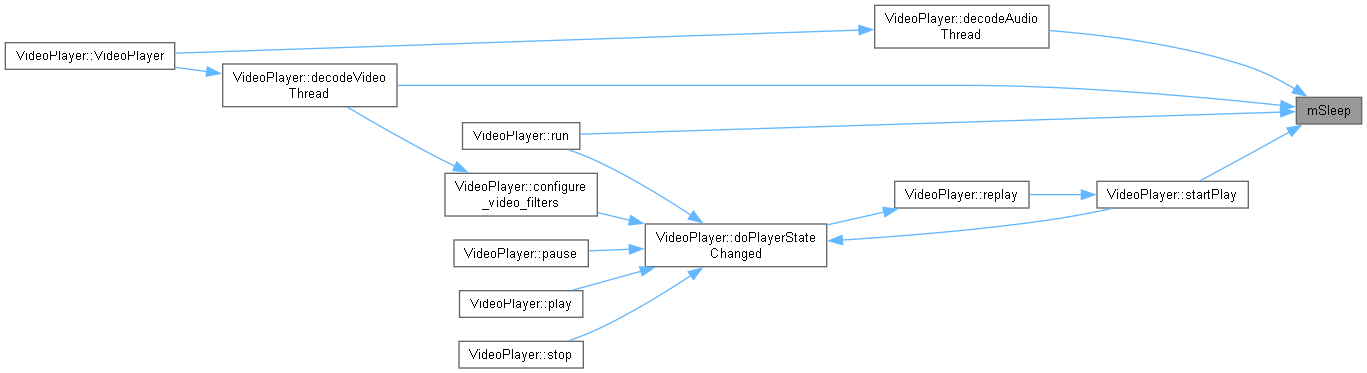 VideoPlayer::decodeAudio
Thread
VideoPlayer::VideoPlayer
VideoPlayer::decodeVideo
Thread
mSleep
VideoPlayer::run
VideoPlayer::configure
_video_filters
VideoPlayer::replay
VideoPlayer::startPlay
VideoPlayer::doPlayerState
Changed
VideoPlayer::pause
VideoPlayer::play
VideoPlayer::stop